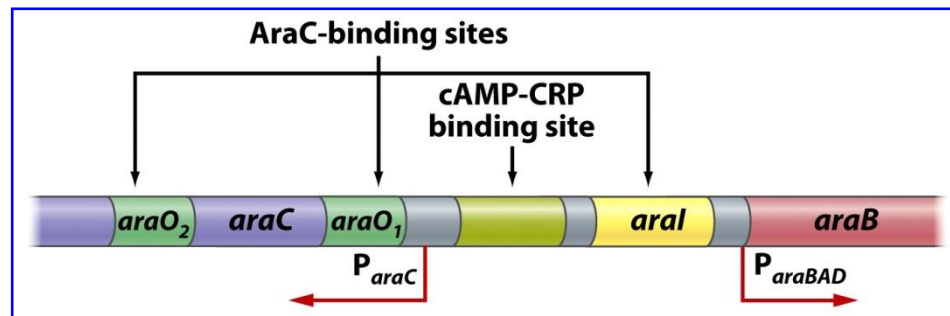 AraC-binding sites
cAMP-CRP
binding site
araO₂ araC araO₁ araI araB
ParaC ParaBAD